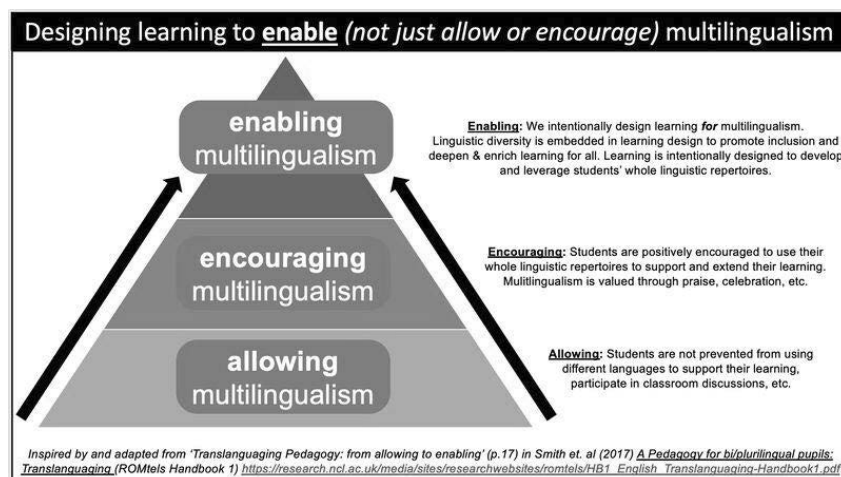 Designing learning to enable (not just allow or encourage) multilingualism
enabling
multilingualism
Enabling: We intentionally design learning for multilingualism.
Linguistic diversity is embedded in learning design to promote inclusion and
deepen & enrich learning for all. Learning is intentionally designed to develop
and leverage students' whole linguistic repertoires.
encouraging
multilingualism
Encouraging: Students are positively encouraged to use their
whole linguistic repertoires to support and extend their learning.
Mulitlingualism is valued through praise, celebration, etc.
allowing
multilingualism
Allowing: Students are not prevented from using
different languages to support their learning,
participate in classroom discussions, etc.
Inspired by and adapted from 'Translanguaging Pedagogy: from allowing to enabling' (p.17) in Smith et. al (2017) A Pedagogy for bi/plurilingual pupils:
Translanguaging (ROMtels Handbook 1) https://research.ncl.ac.uk/media/sites/researchwebsites/romtels/HB1_English_Translanguaging-Handbook1.pdf